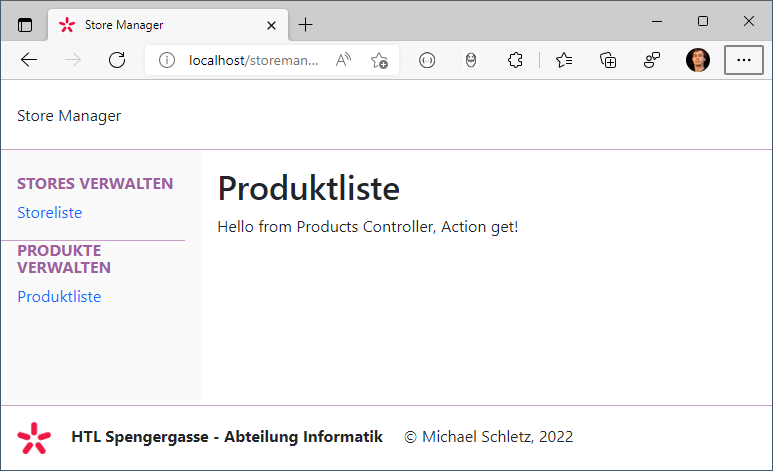 Store Manager
localhost/storeman...
Store Manager
STORES VERWALTEN
Storeliste
PRODUKTE
VERWALTEN
Produktliste
Produktliste
Hello from Products Controller, Action get!
HTL Spengergasse - Abteilung Informatik © Michael Schletz, 2022